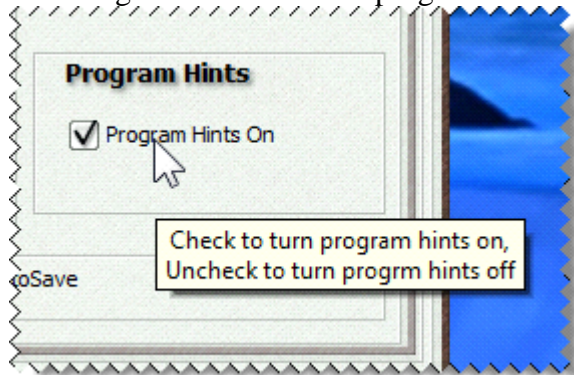 Program Hints
Program Hints On
Check to turn program hints on,
Uncheck to turn progrm hints off
oSave